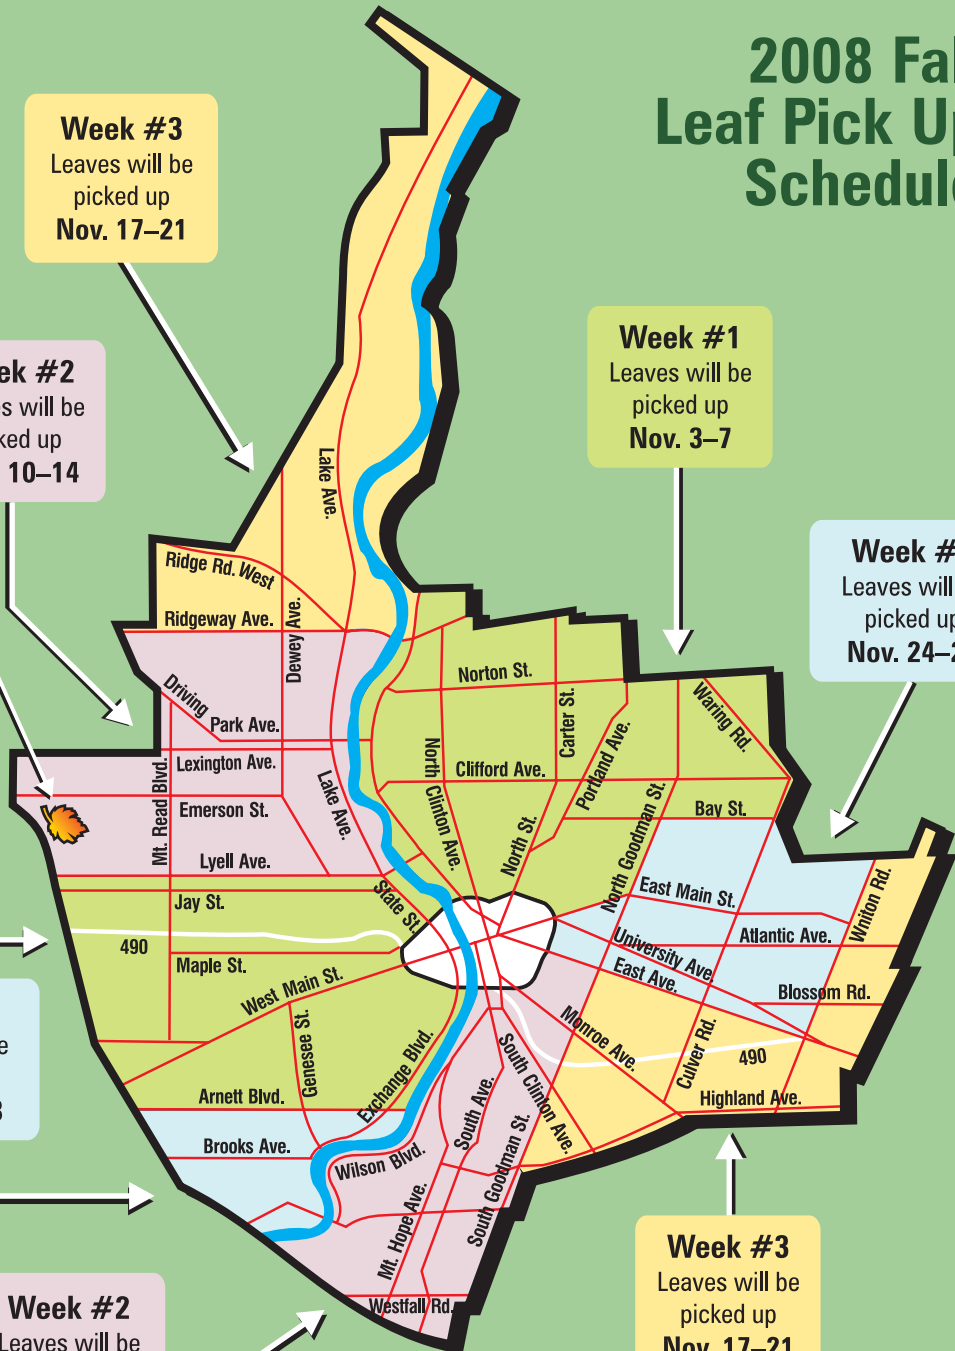 2008 Fal
Leaf Pick Up
Schedule
Week #3
Leaves will be
picked up
Nov. 17–21
Week #1
Leaves will be
picked up
Nov. 3–7
ek #2
s will be
ked up
10–14
Week #
Leaves will
picked up
Nov. 24–2
Lake Ave.
Ridge Rd. West
Ridgeway Ave.
Dewey Ave.
Driving
Park Ave.
Norton St.
Carter St.
Waring Rd.
Portland Ave.
Lexington Ave.
North Clinton Ave.
Clifford Ave.
Mt. Read Blvd.
Emerson St.
Lake Ave.
North St.
North Goodman St.
Bay St.
Lyell Ave.
Jay St.
State St.
East Main St.
Wniton Rd.
490
Maple St.
University Ave
Atlantic Ave.
East Ave.
West Main St.
Blossom Rd.
Genesee St.
Exchange Blvd.
Monroe Ave.
Culver Rd.
490
South Clinton Ave.
Arnett Blvd.
South Ave.
Highland Ave.
Brooks Ave.
Wilson Blvd.
South Goodman St.
Mt. Hope Ave.
Westfall Rd.
e
3
Week #2
Leaves will be
Week #3
Leaves will be
picked up
Nov. 17–21